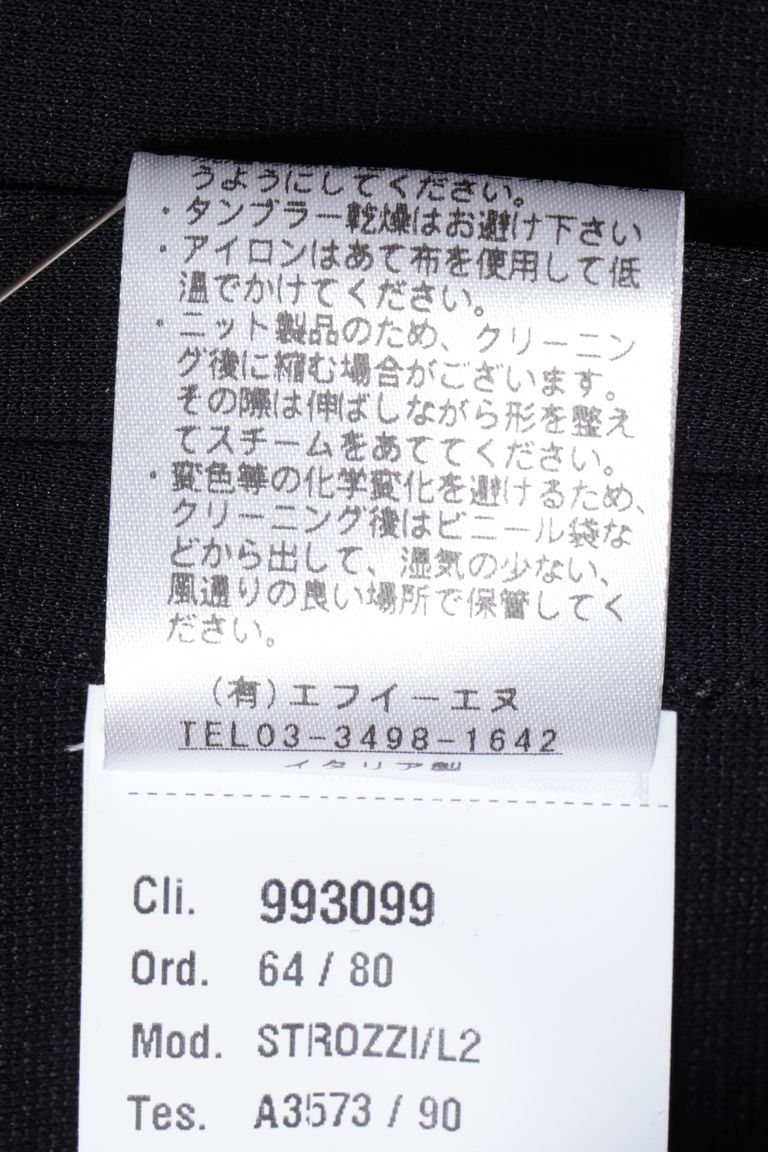 うようにしてください。
・タンブラー乾燥はお避け下さい
・アイロンはあて布を使用して低
温でかけてください。
・ニット製品のため、クリーニン
グ後に縮む場合がございます。
その際は伸ばしながら形を整え
てスチームをあててください。
・変色等の化学変化を避けるため、
クリーニング後はビニール袋な
どから出して、湿気の少ない、
風通りの良い場所で保管してく
ださい。
(有)エフイーエヌ
TEL03-3498-1642
イタリア製
Cli. 993099
Ord. 64 / 80
Mod. STROZZI/L2
Tes. A3573 / 90